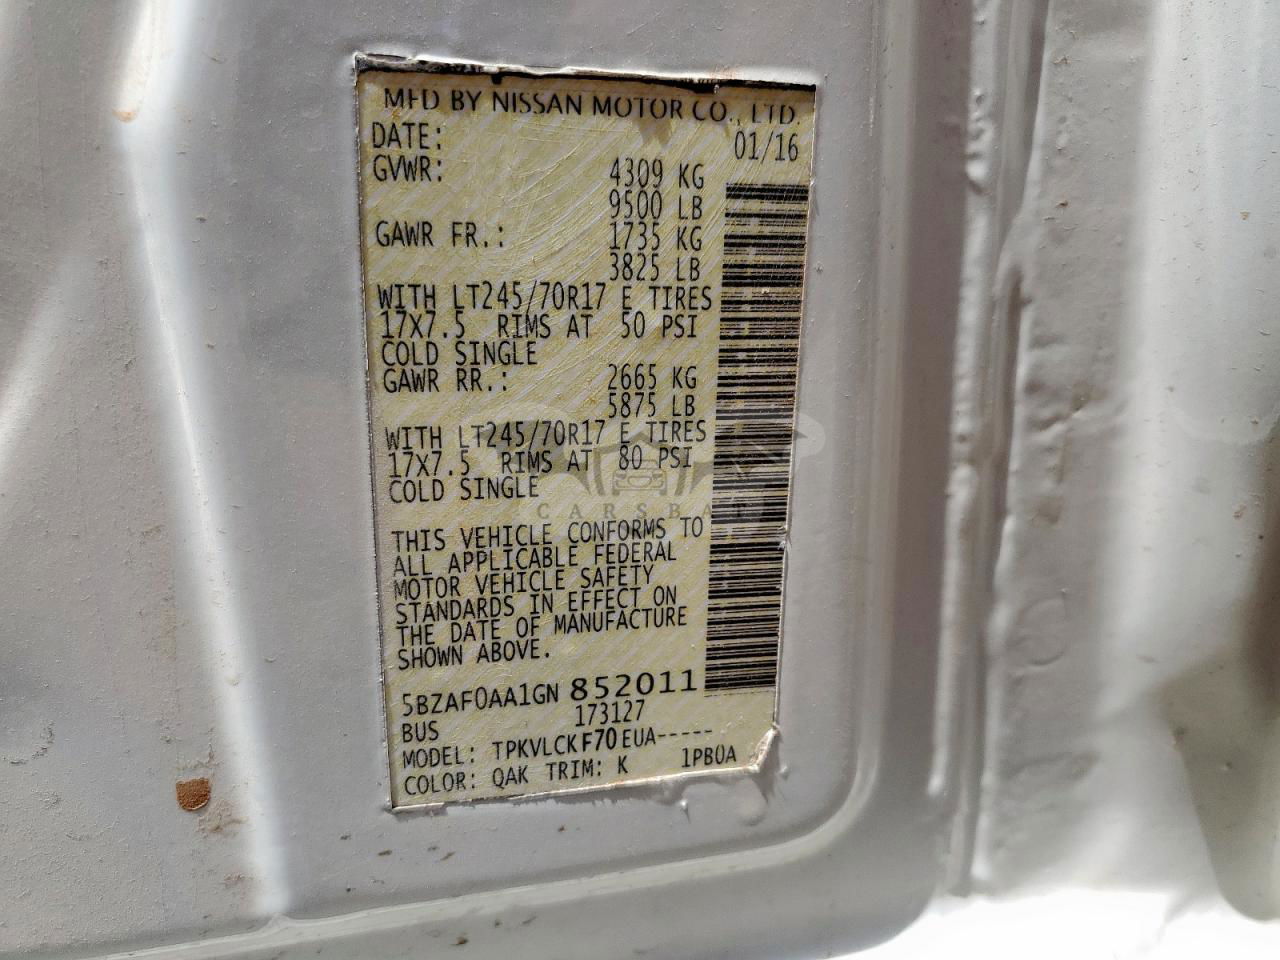 MFD BY NISSAN MOTOR CO., LTD.
DATE: 01/16
GVWR: 4309 KG
9500 LB
GAWR FR.: 1735 KG
3825 LB
WITH LT245/70R17 E TIRES
17X7.5 RIMS AT 50 PSI
COLD SINGLE
GAWR RR.: 2665 KG
5875 LB
WITH LT245/70R17 E TIRES
17X7.5 RIMS AT 80 PSI
COLD SINGLE
THIS VEHICLE CONFORMS TO
ALL APPLICABLE FEDERAL
MOTOR VEHICLE SAFETY
STANDARDS IN EFFECT ON
THE DATE OF MANUFACTURE
SHOWN ABOVE.
5BZAF0AA1GN 852011
BUS 173127
MODEL: TPKVLCKF70EUA-----
COLOR: QAK TRIM: K 1PB0A